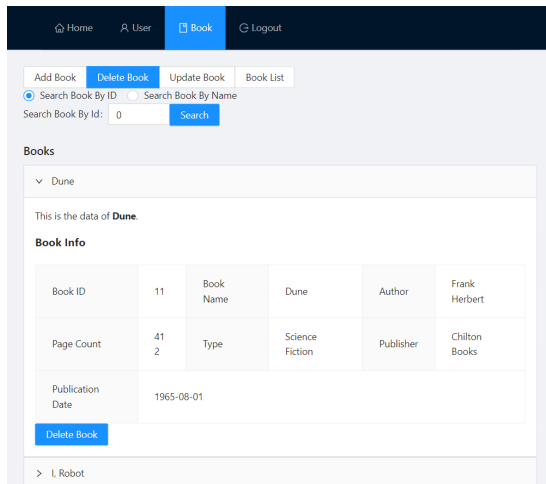 Home User Book Logout
Add Book Delete Book Update Book Book List
Search Book By ID Search Book By Name
Search Book By Id: 0 Search
Books
Dune
This is the data of Dune.
Book Info
Book ID 11 Book Name Dune Author Frank Herbert
Page Count 412 Type Science Fiction Publisher Chilton Books
Publication Date 1965-08-01
Delete Book
I, Robot